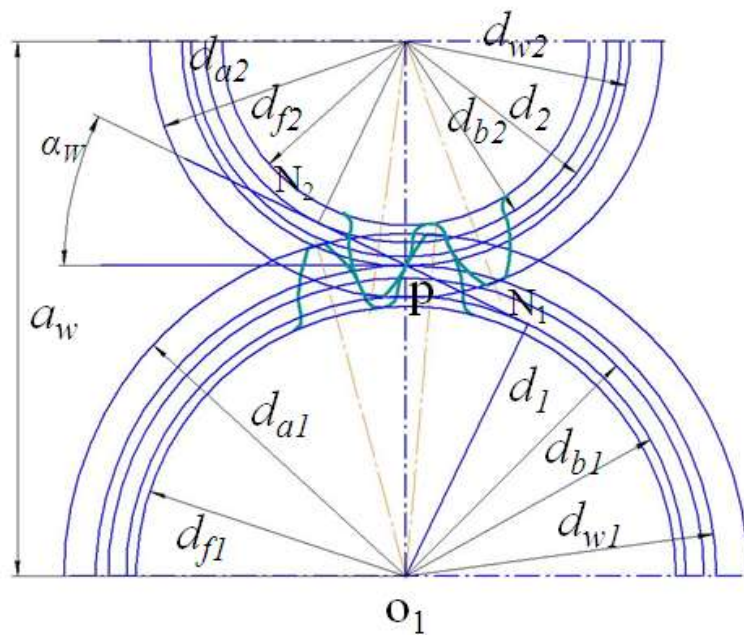 d_{a2}
d_{w2}
d_{f2}
d_{b2}
d_2
α_W
N_2
p
N_1
a_w
d_1
d_{a1}
d_{b1}
d_{f1}
d_{w1}
o_1